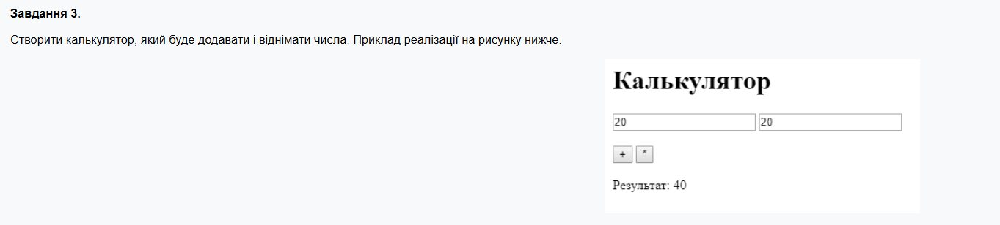 Завдання 3.
Створити калькулятор, який буде додавати і віднімати числа. Приклад реалізації на рисунку нижче.
Калькулятор
20 20
+ *
Результат: 40